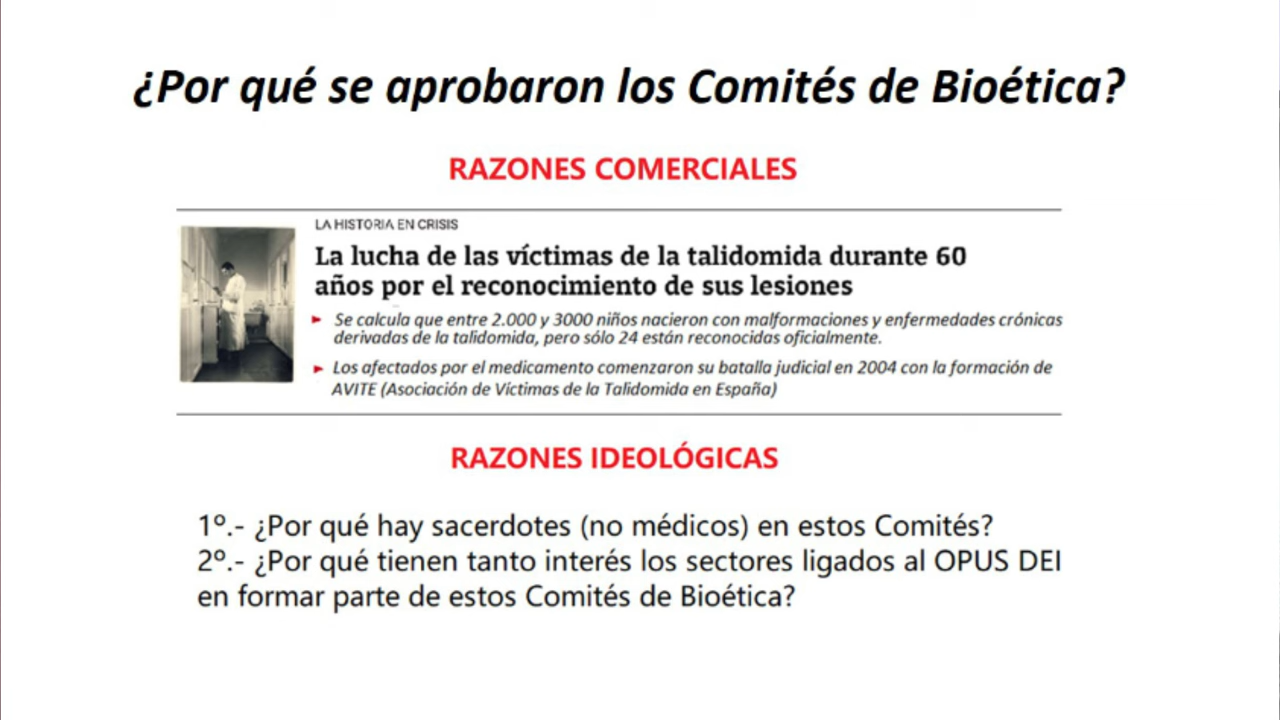 ¿Por qué se aprobaron los Comités de Bioética?
RAZONES COMERCIALES
LA HISTORIA EN CRISIS
La lucha de las víctimas de la talidomida durante 60
años por el reconocimiento de sus lesiones
Se calcula que entre 2.000 y 3000 niños nacieron con malformaciones y enfermedades crónicas
derivadas de la talidomida, pero sólo 24 están reconocidas oficialmente.
Los afectados por el medicamento comenzaron su batalla judicial en 2004 con la formación de
AVITE (Asociación de Víctimas de la Talidomida en España)
RAZONES IDEOLÓGICAS
1º.- ¿Por qué hay sacerdotes (no médicos) en estos Comités?
2º.- ¿Por qué tienen tanto interés los sectores ligados al OPUS DEI
en formar parte de estos Comités de Bioética?